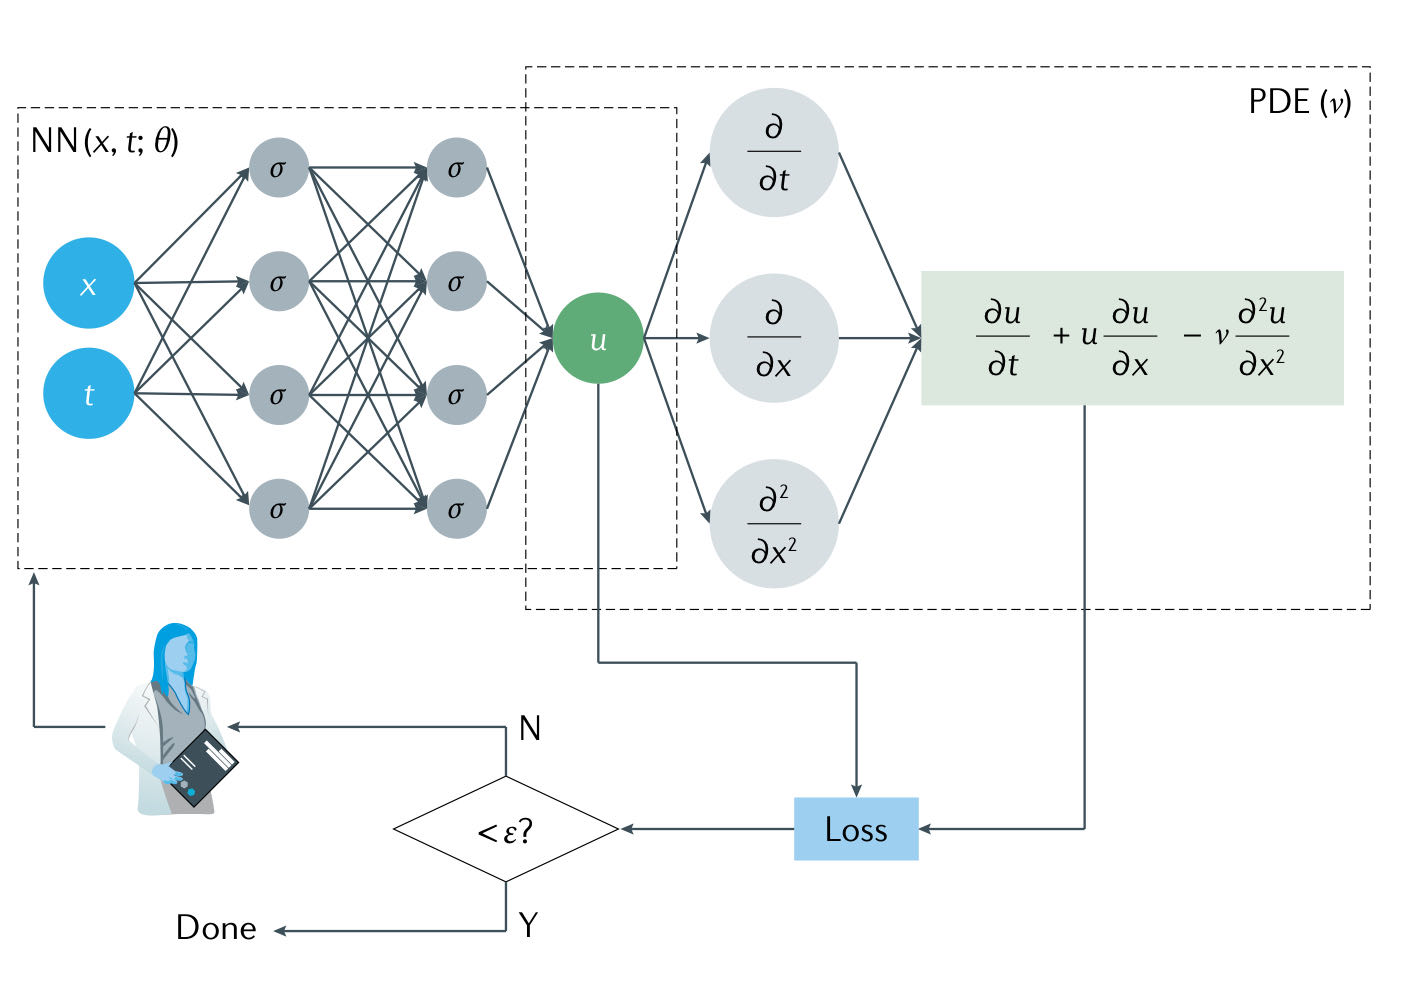 PDE (ν)
NN(x, t; θ)
σ σ
∂/∂t
x σ σ
u ∂/∂x ∂u/∂t + u ∂u/∂x − ν ∂²u/∂x²
t σ σ
σ σ
∂²/∂x²
N
< ε?
Loss
Done
Y